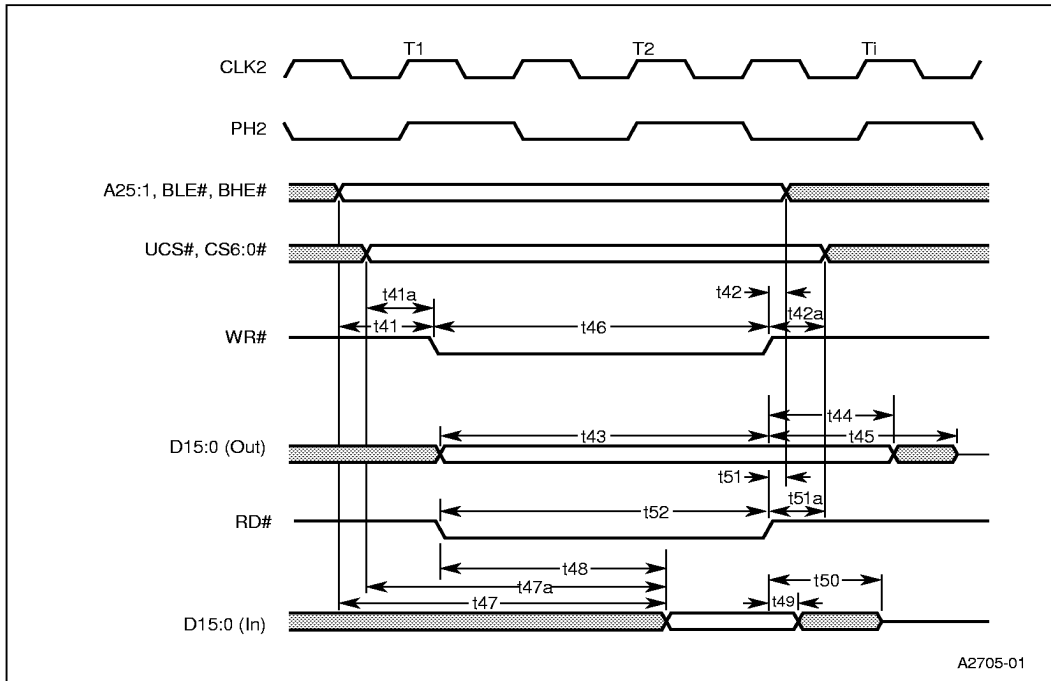 T1
T2
Ti
CLK2
PH2
A25:1, BLE#, BHE#
UCS#, CS6:0#
t41a
t42
t42a
t41
t46
WR#
t44
t43
t45
D15:0 (Out)
t51
t51a
t52
RD#
t48
t50
t47a
t47
t49
D15:0 (In)
A2705-01